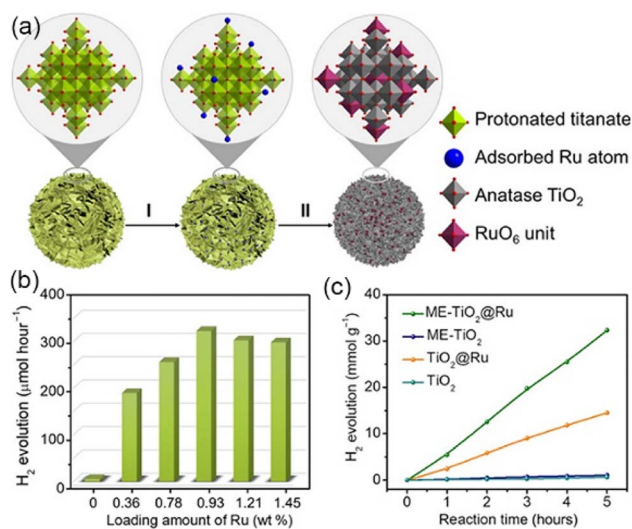 (a)
I
II
Protonated titanate
Adsorbed Ru atom
Anatase TiO₂
RuO₆ unit
(b)
H₂ evolution (μmol hour⁻¹)
400
300
200
100
0
0 0.36 0.78 0.93 1.21 1.45
Loading amount of Ru (wt %)
(c)
H₂ evolution (mmol g⁻¹)
40
30
20
10
0
ME-TiO₂@Ru
ME-TiO₂
TiO₂@Ru
TiO₂
0 1 2 3 4 5
Reaction time (hours)